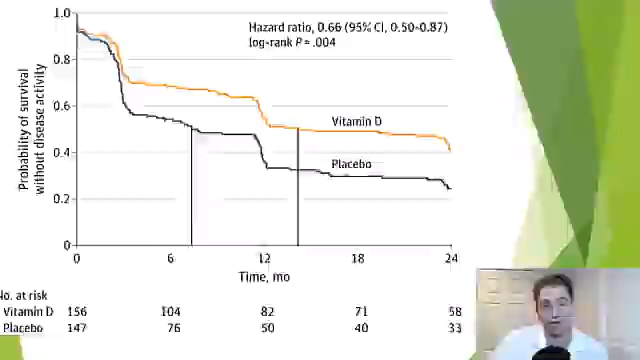 Hazard ratio, 0.66 (95% CI, 0.50-0.87)
log-rank P = .004
Probability of survival
without disease activity
1.0
0.8
0.6
0.4
0.2
0
Vitamin D
Placebo
0 6 12 18 24
Time, mo
No. at risk
Vitamin D 156 104 82 71 58
Placebo 147 76 50 40 33